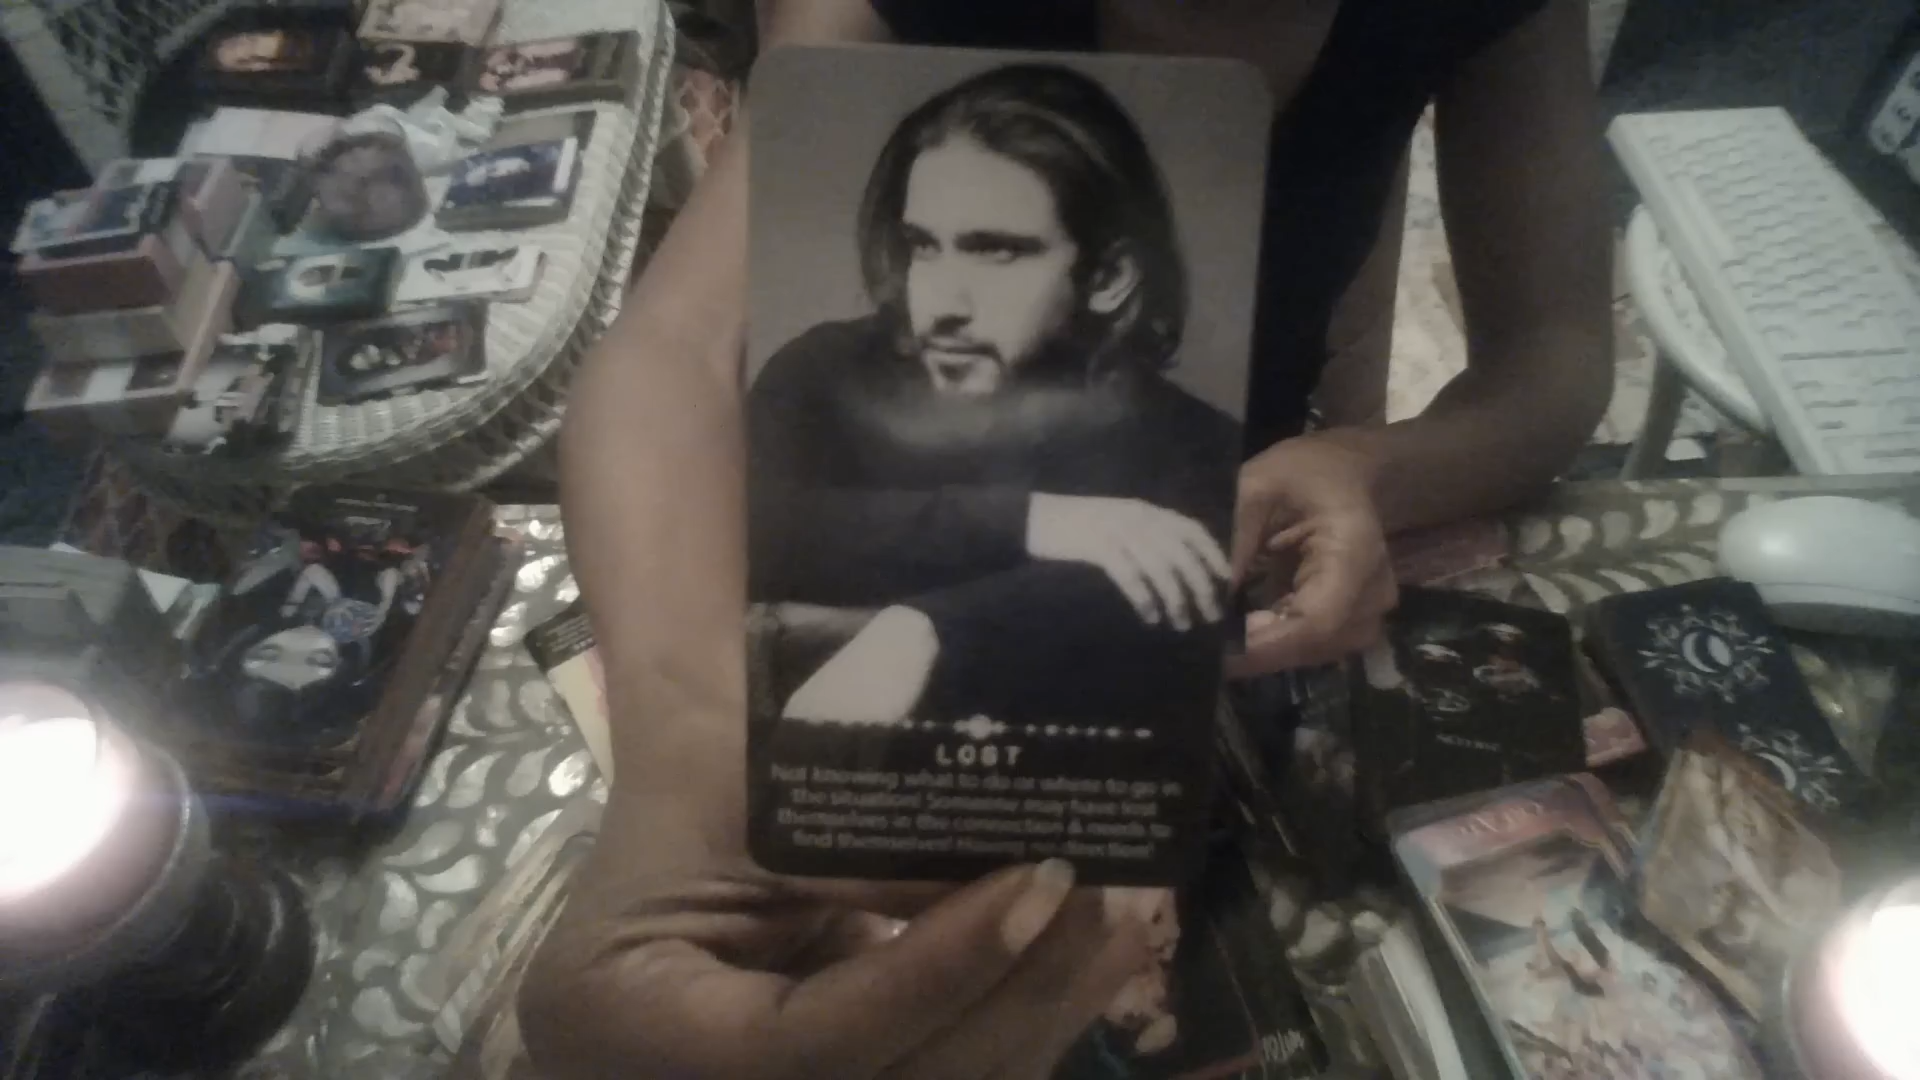 LOST
Not knowing what to do or where to go in
the situation! Someone may have lost
themselves in the connection & needs to
find themselves! Having no direction!